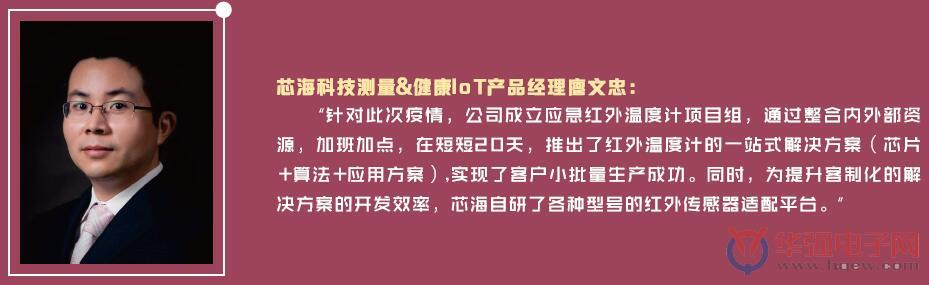 芯海科技测量&健康IoT产品经理廖文忠：
“针对此次疫情，公司成立应急红外温度计项目组，通过整合内外部资
源，加班加点，在短短20天，推出了红外温度计的一站式解决方案（芯片
+算法+应用方案）,实现了客户小批量生产成功。同时，为提升客制化的解
决方案的开发效率，芯海自研了各种型号的红外传感器适配平台。”
华强电子网
www.hqew.com